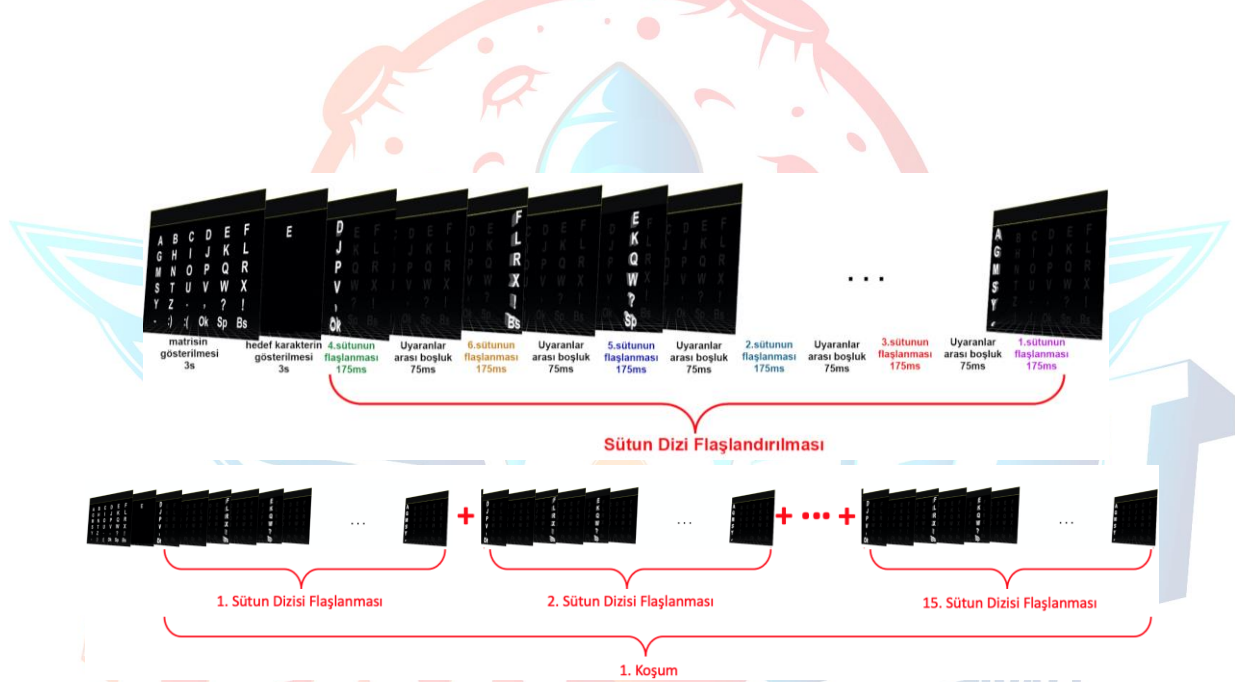 A B C D E F
G H I J K L
M N O P Q R
S T U V W X
Y Z . , ? !
- :) :( Ok Sp Bs
E
D
J
P
V
,
Ok
F
L
R
X
!
Bs
E
K
Q
W
?
Sp
...
A
G
M
S
Y
matrisin gösterilmesi 3s
hedef karakterin gösterilmesi 3s
4.sütunun flaşlanması 175ms
Uyaranlar arası boşluk 75ms
6.sütunun flaşlanması 175ms
Uyaranlar arası boşluk 75ms
5.sütunun flaşlanması 175ms
Uyaranlar arası boşluk 75ms
2.sütunun flaşlanması 175ms
Uyaranlar arası boşluk 75ms
3.sütunun flaşlanması 175ms
Uyaranlar arası boşluk 75ms
1.sütunun flaşlanması 175ms
Sütun Dizi Flaşlandırılması
... + ... + ... + ...
1. Sütun Dizisi Flaşlanması
2. Sütun Dizisi Flaşlanması
15. Sütun Dizisi Flaşlanması
1. Koşum